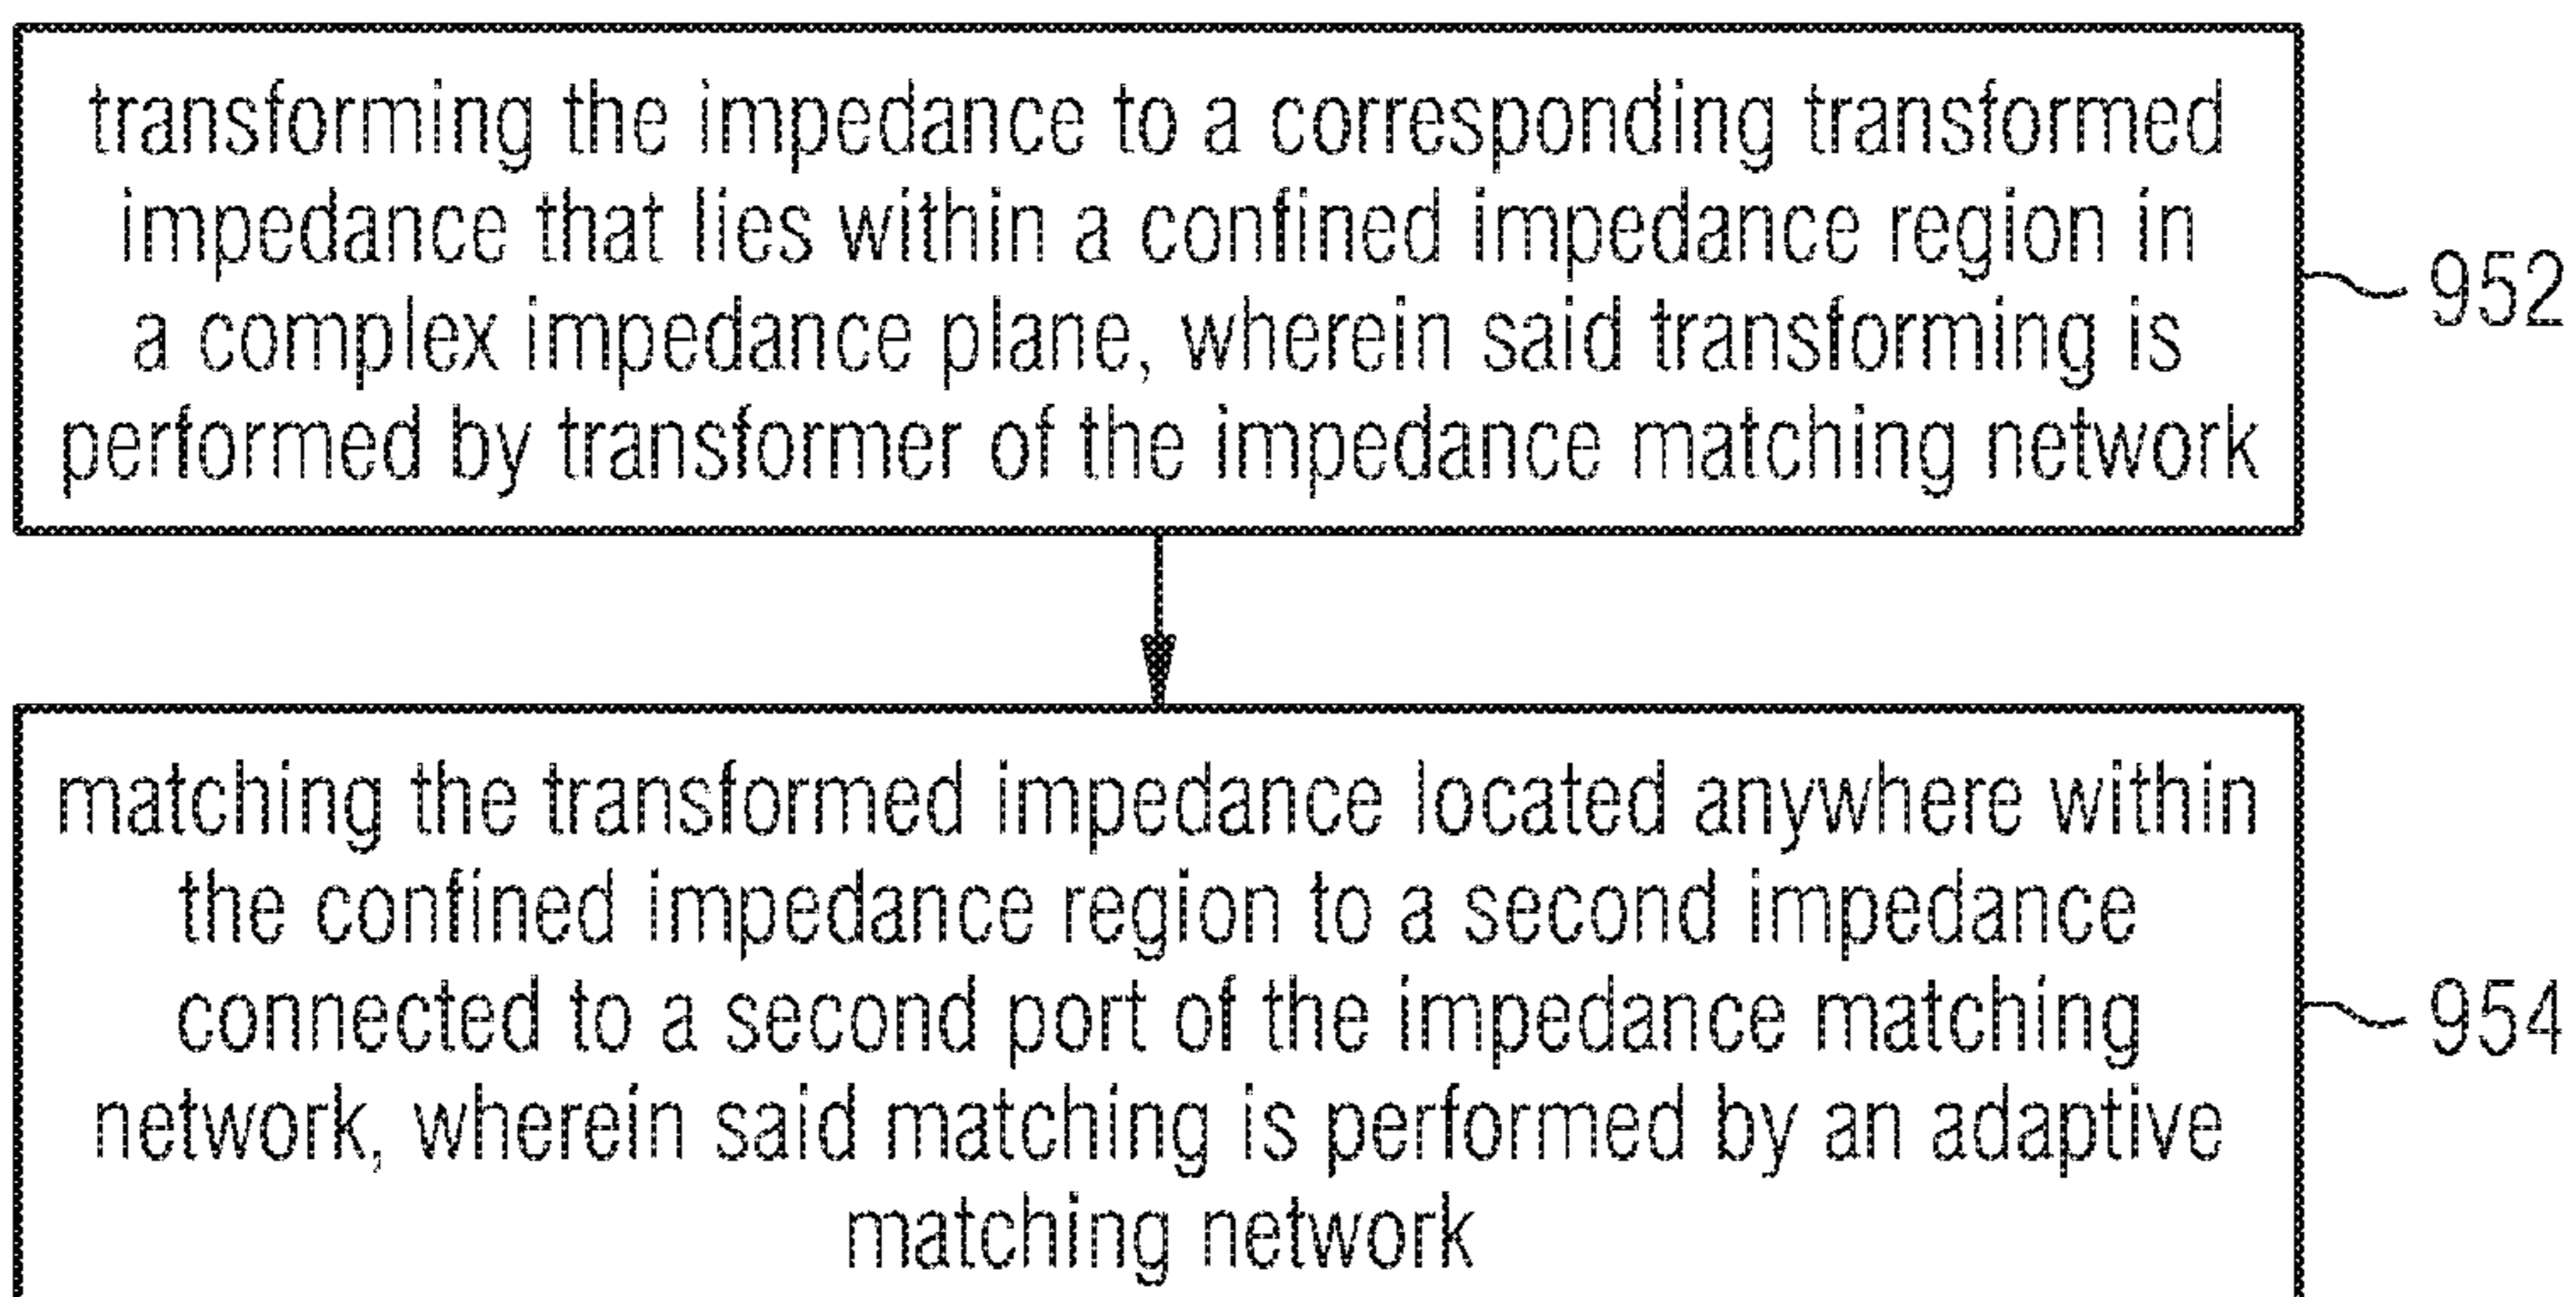 transforming the impedance to a corresponding transformed
impedance that lies within a confined impedance region in
a complex impedance plane, wherein said transforming is
performed by transformer of the impedance matching network
952
matching the transformed impedance located anywhere within
the confined impedance region to a second impedance
connected to a second port of the impedance matching
network, wherein said matching is performed by an adaptive
matching network
954